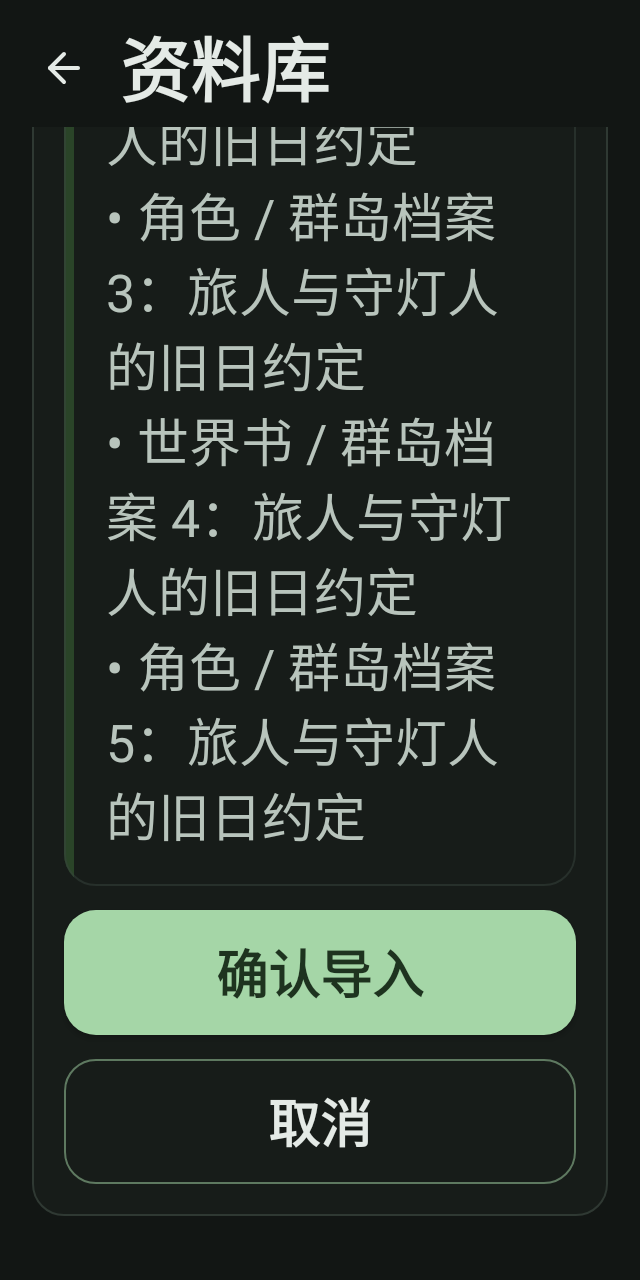 资料库
人的旧日约定
• 角色 / 群岛档案
3：旅人与守灯人
的旧日约定
• 世界书 / 群岛档
案 4：旅人与守灯
人的旧日约定
• 角色 / 群岛档案
5：旅人与守灯人
的旧日约定
确认导入
取消